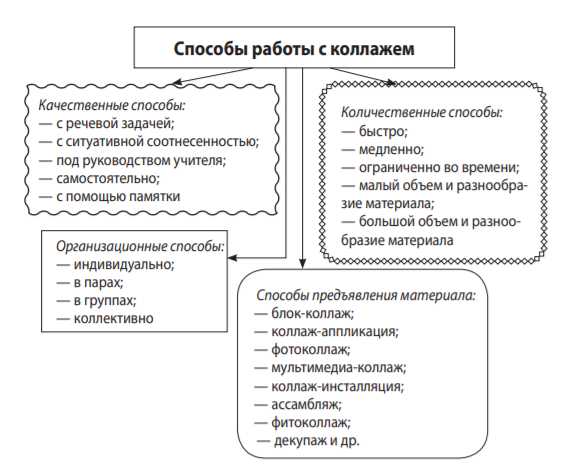 Способы работы с коллажем
Качественные способы:
— с речевой задачей;
— с ситуативной соотнесенностью;
— под руководством учителя;
— самостоятельно;
— с помощью памятки
Количественные способы:
— быстро;
— медленно;
— ограниченно во времени;
— малый объем и разнообра-
зие материала;
— большой объем и разно-
образие материала
Организационные способы:
— индивидуально;
— в парах;
— в группах;
— коллективно
Способы предъявления материала:
— блок-коллаж;
— коллаж-аппликация;
— фотоколлаж;
— мультимедиа-коллаж;
— коллаж-инсталляция;
— ассамбляж;
— фитоколлаж;
— декупаж и др.